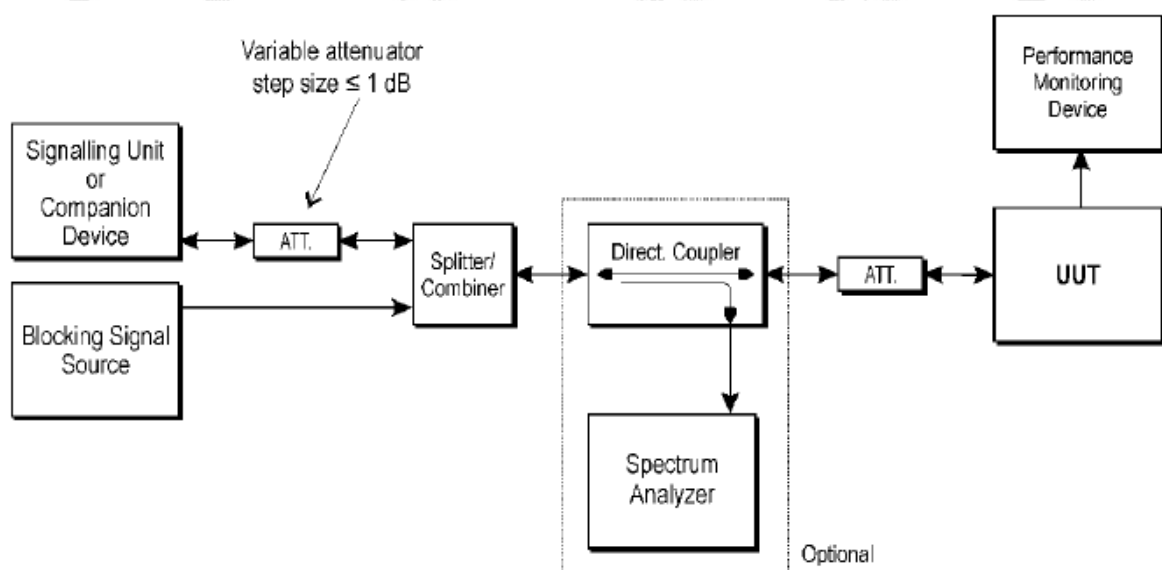 Variable attenuator
step size ≤ 1 dB
Performance
Monitoring
Device
Signalling Unit
or
Companion
Device
ATT.
Splitter/
Combiner
Direct. Coupler
ATT.
UUT
Blocking Signal
Source
Spectrum
Analyzer
Optional